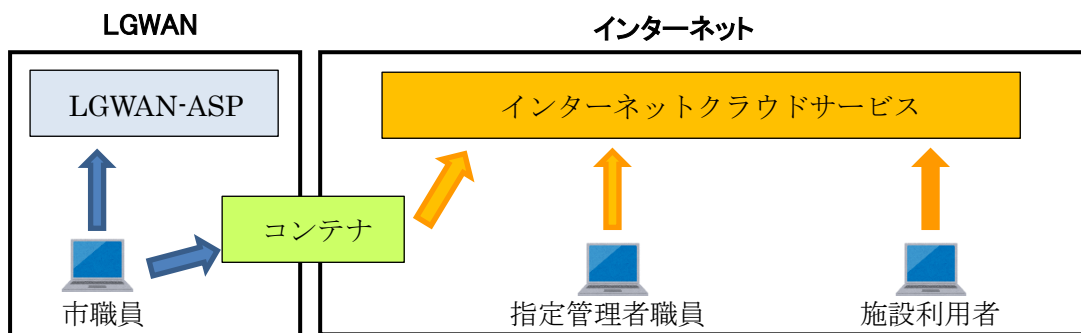 LGWAN
インターネット
LGWAN-ASP
インターネットクラウドサービス
コンテナ
市職員
指定管理者職員
施設利用者